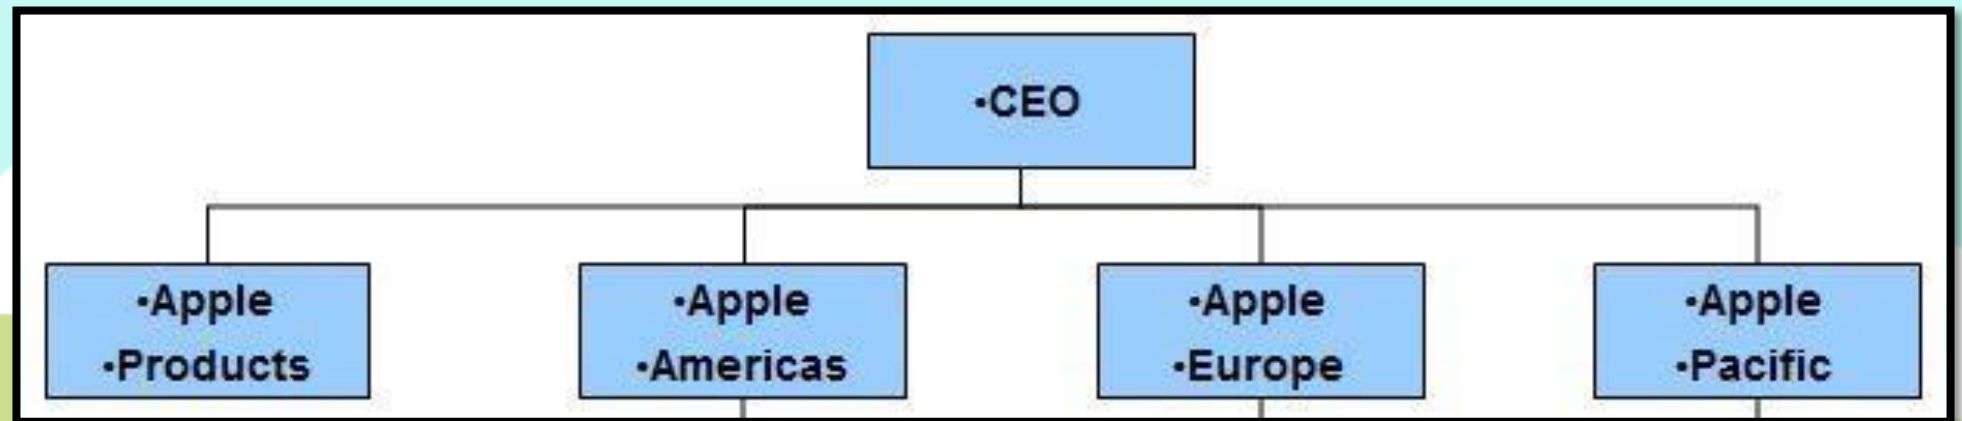 •CEO
•Apple
•Products
•Apple
•Americas
•Apple
•Europe
•Apple
•Pacific